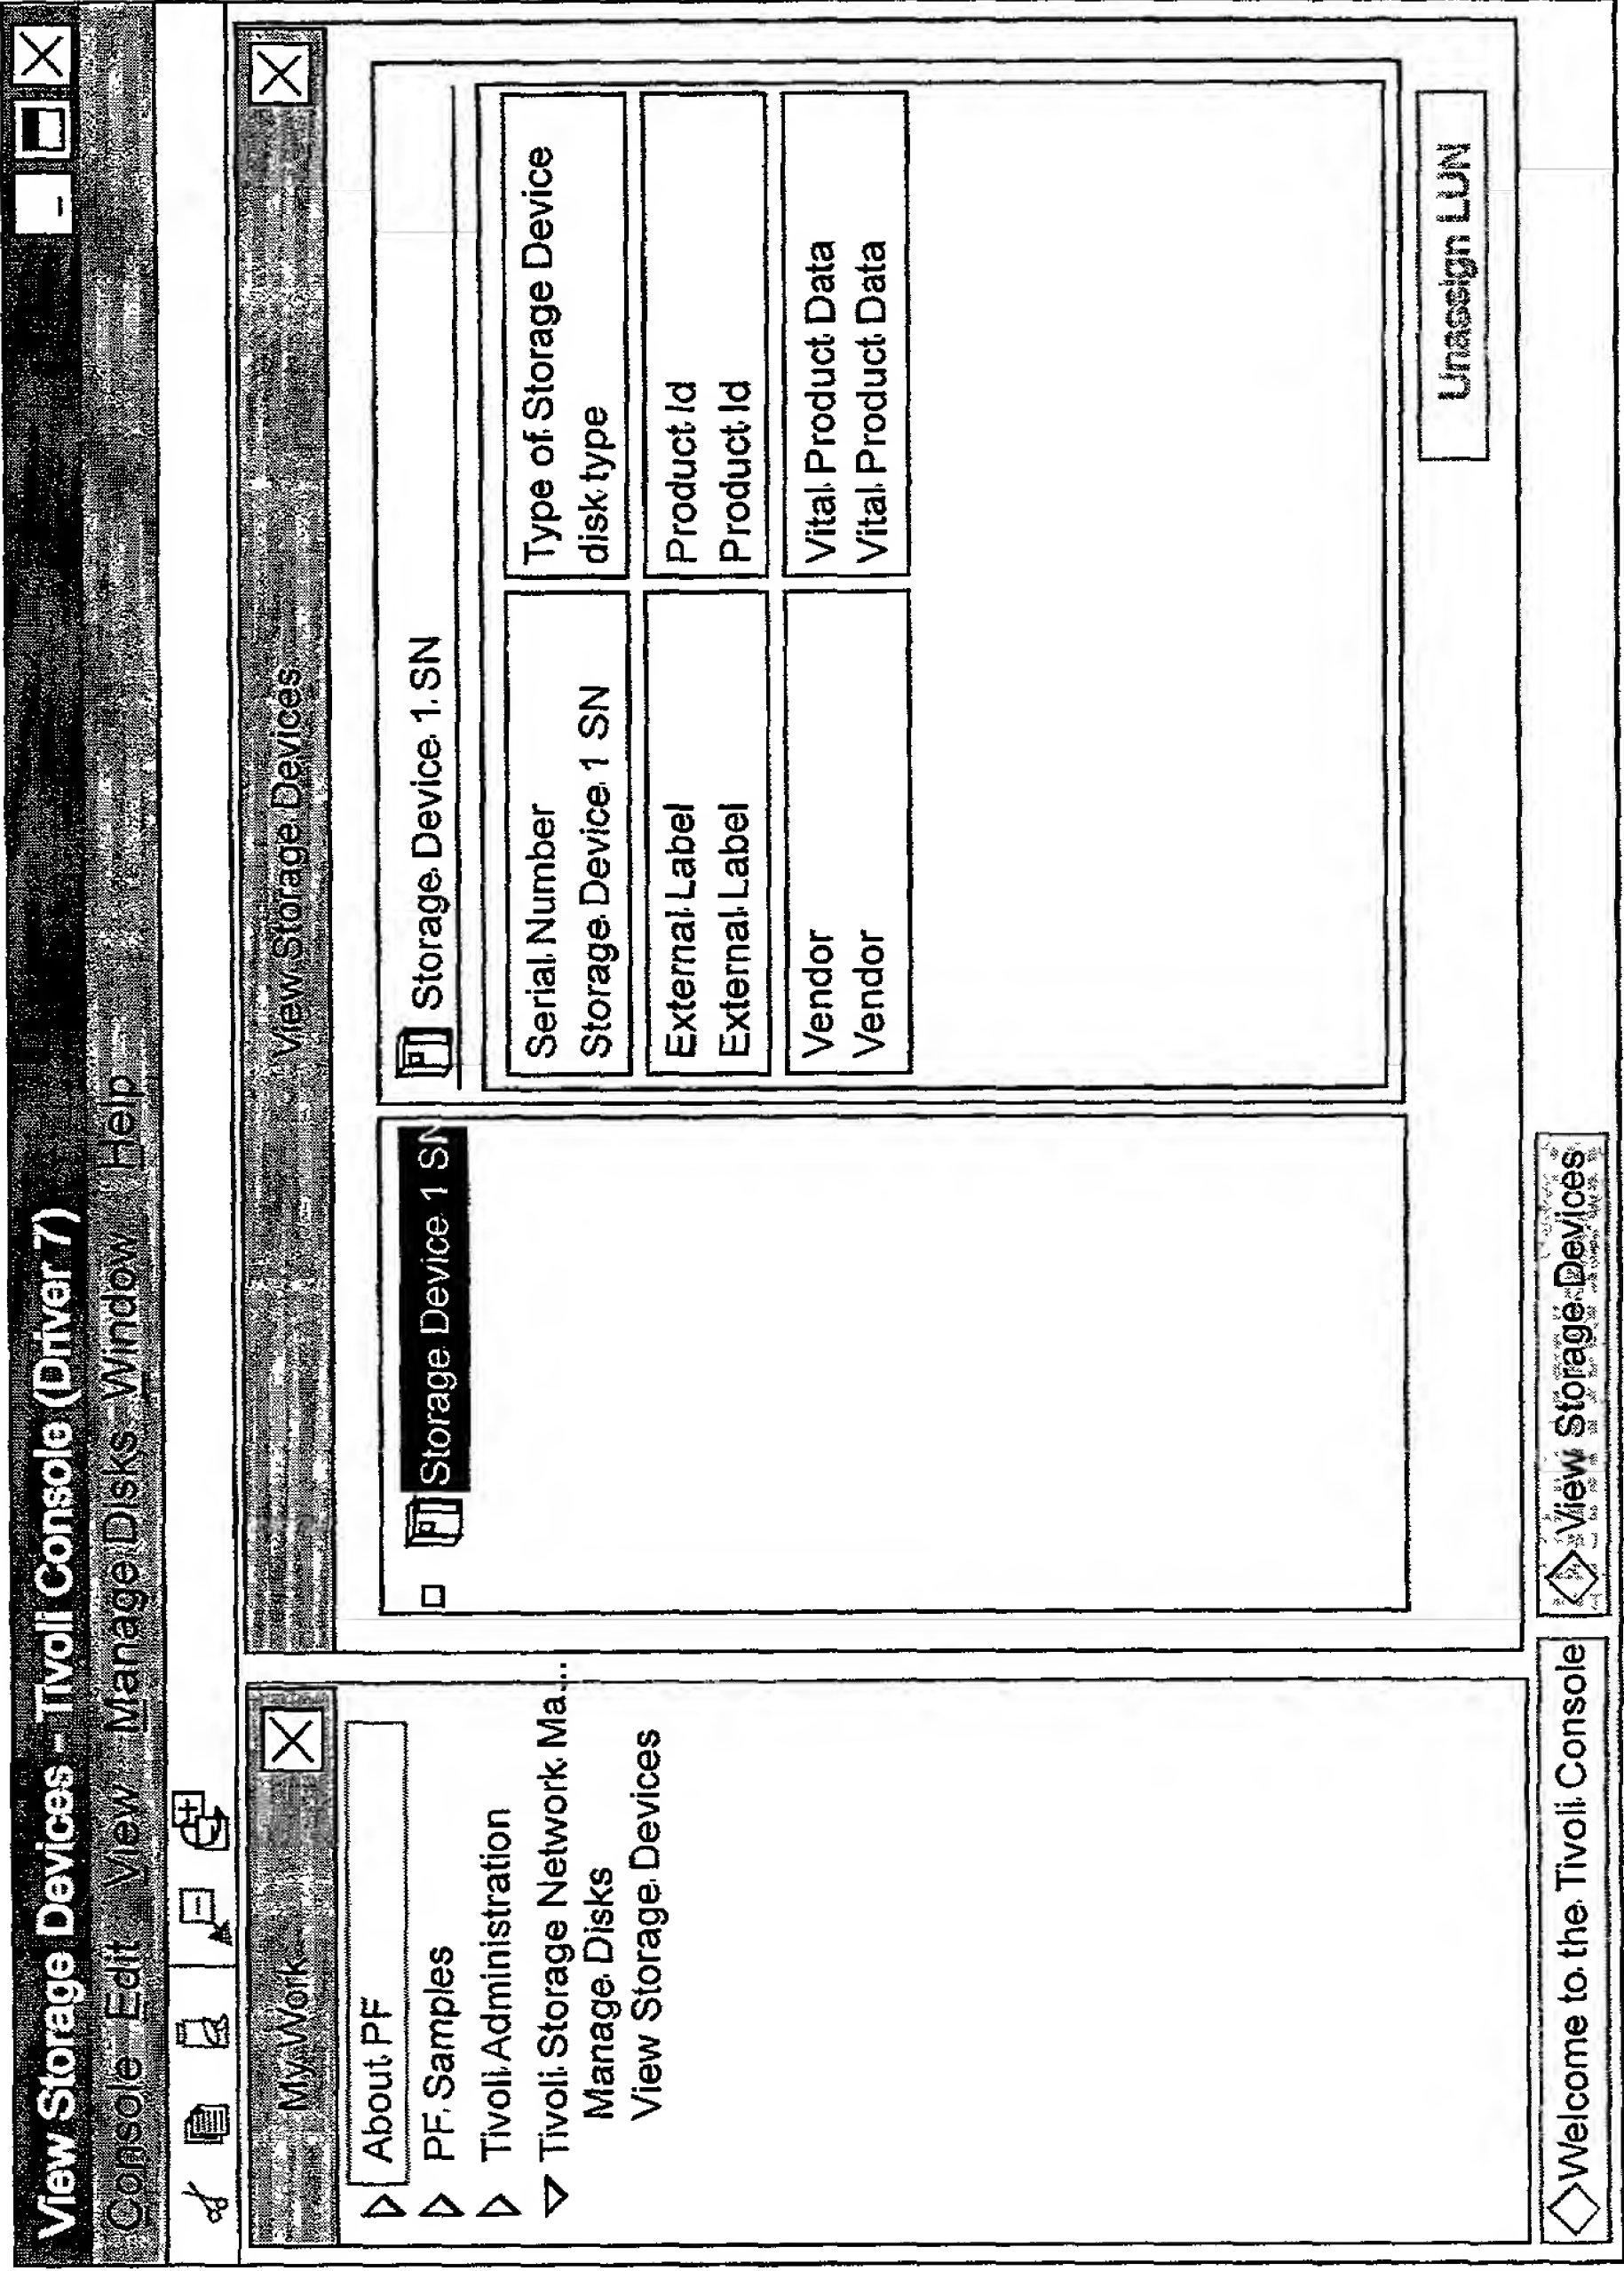 View Storage Devices - Tivoli Console (Driver 7)
Console Edit View Manage Disks Window Help
My Work
About PF
PF Samples
Tivoli Administration
Tivoli Storage Network Ma...
Manage Disks
View Storage Devices
View Storage Devices
Storage Device 1 SN
Storage Device 1 SN
Serial Number
Storage Device 1 SN
Type of Storage Device
disk type
External Label
External Label
Product Id
Product Id
Vendor
Vendor
Vital Product Data
Vital Product Data
Unassign LUN
Welcome to the Tivoli Console
View Storage Devices